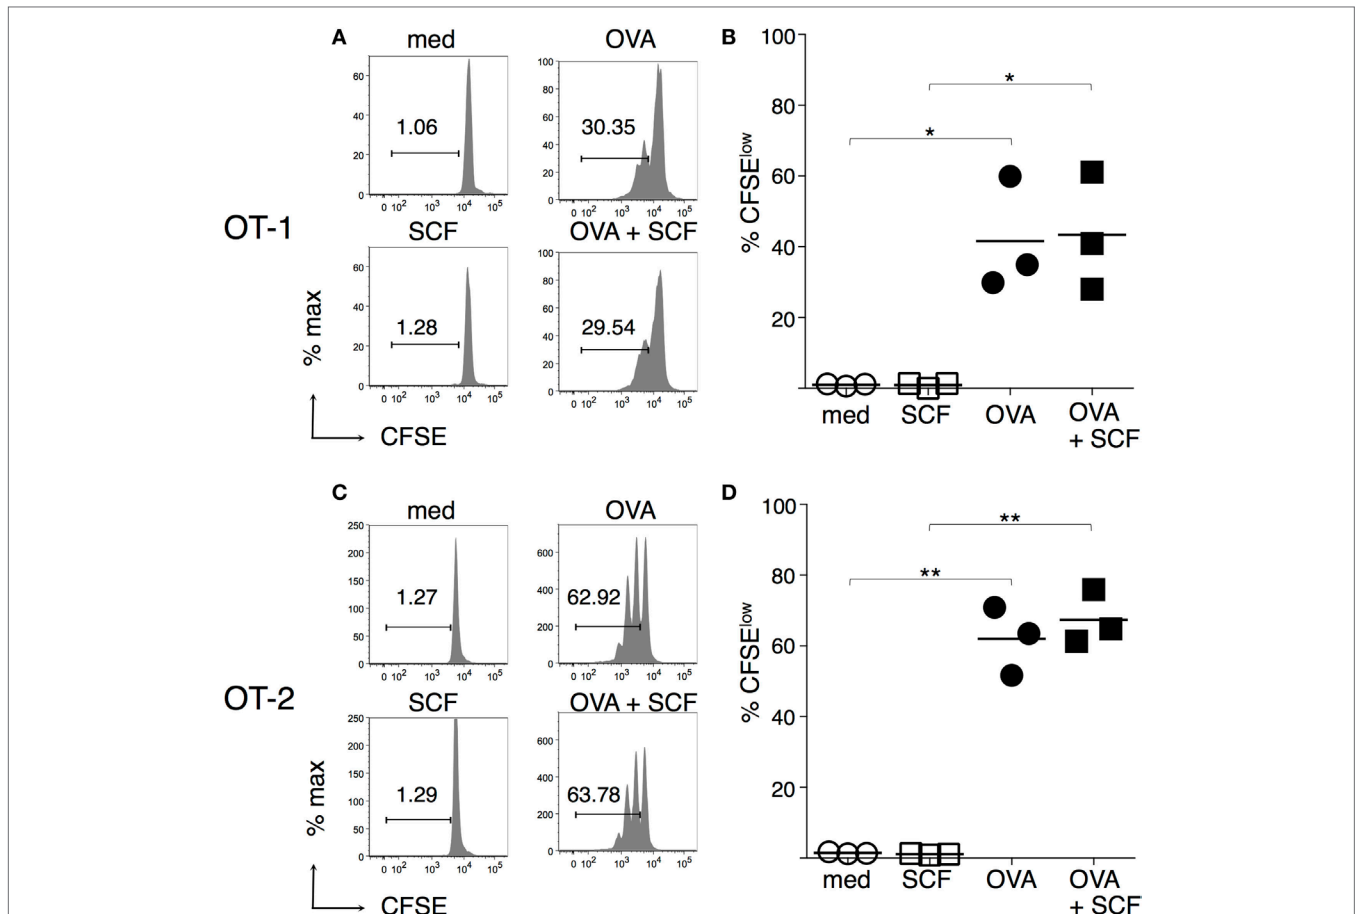 A
med
OVA
60
40
20
0
1.06
0 10² 10³ 10⁴ 10⁵
100
80
60
40
20
0
30.35
0 10² 10³ 10⁴ 10⁵
OT-1
SCF
OVA + SCF
60
40
20
0
1.28
0 10² 10³ 10⁴ 10⁵
100
80
60
40
20
0
29.54
0 10² 10³ 10⁴ 10⁵
% max
CFSE
B
% CFSE^low
100
80
60
40
20
*
*
med
SCF
OVA
OVA
+ SCF
C
med
OVA
250
200
150
100
50
0
1.27
0 10² 10³ 10⁴ 10⁵
600
400
200
0
62.92
0 10² 10³ 10⁴ 10⁵
OT-2
SCF
OVA + SCF
250
200
150
100
50
0
1.29
0 10² 10³ 10⁴ 10⁵
600
400
200
0
63.78
0 10² 10³ 10⁴ 10⁵
% max
CFSE
D
% CFSE^low
100
80
60
40
20
**
**
med
SCF
OVA
OVA
+ SCF